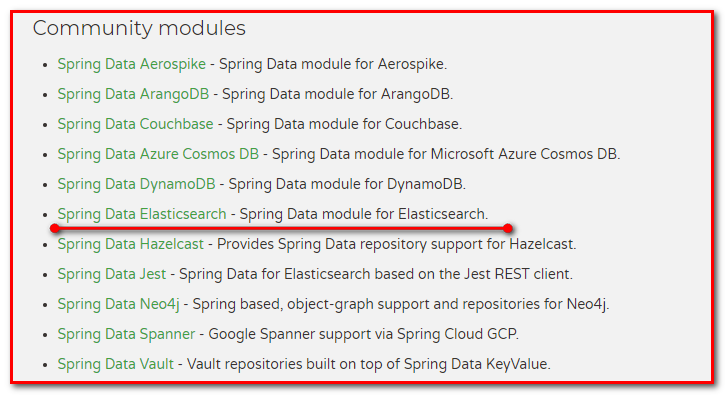 Community modules
Spring Data Aerospike - Spring Data module for Aerospike.
Spring Data ArangoDB - Spring Data module for ArangoDB.
Spring Data Couchbase - Spring Data module for Couchbase.
Spring Data Azure Cosmos DB - Spring Data module for Microsoft Azure Cosmos DB.
Spring Data DynamoDB - Spring Data module for DynamoDB.
Spring Data Elasticsearch - Spring Data module for Elasticsearch.
Spring Data Hazelcast - Provides Spring Data repository support for Hazelcast.
Spring Data Jest - Spring Data for Elasticsearch based on the Jest REST client.
Spring Data Neo4j - Spring based, object-graph support and repositories for Neo4j.
Spring Data Spanner - Google Spanner support via Spring Cloud GCP.
Spring Data Vault - Vault repositories built on top of Spring Data KeyValue.